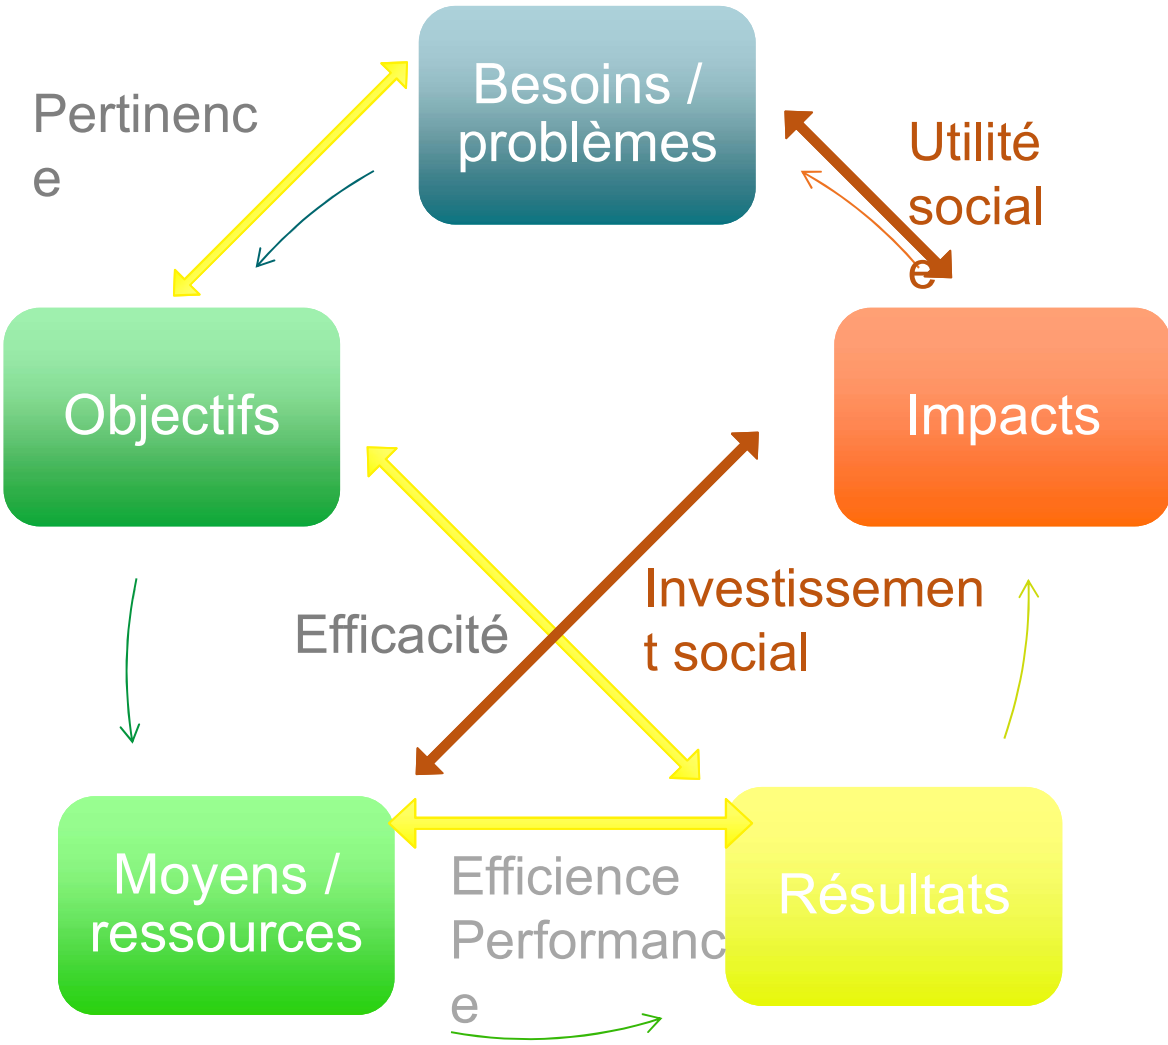 Besoins /
problèmes
Pertinenc
e
Utilité
social
e
Objectifs
Impacts
Efficacité
Investissemen
t social
Moyens /
ressources
Efficience
Performanc
e
Résultats